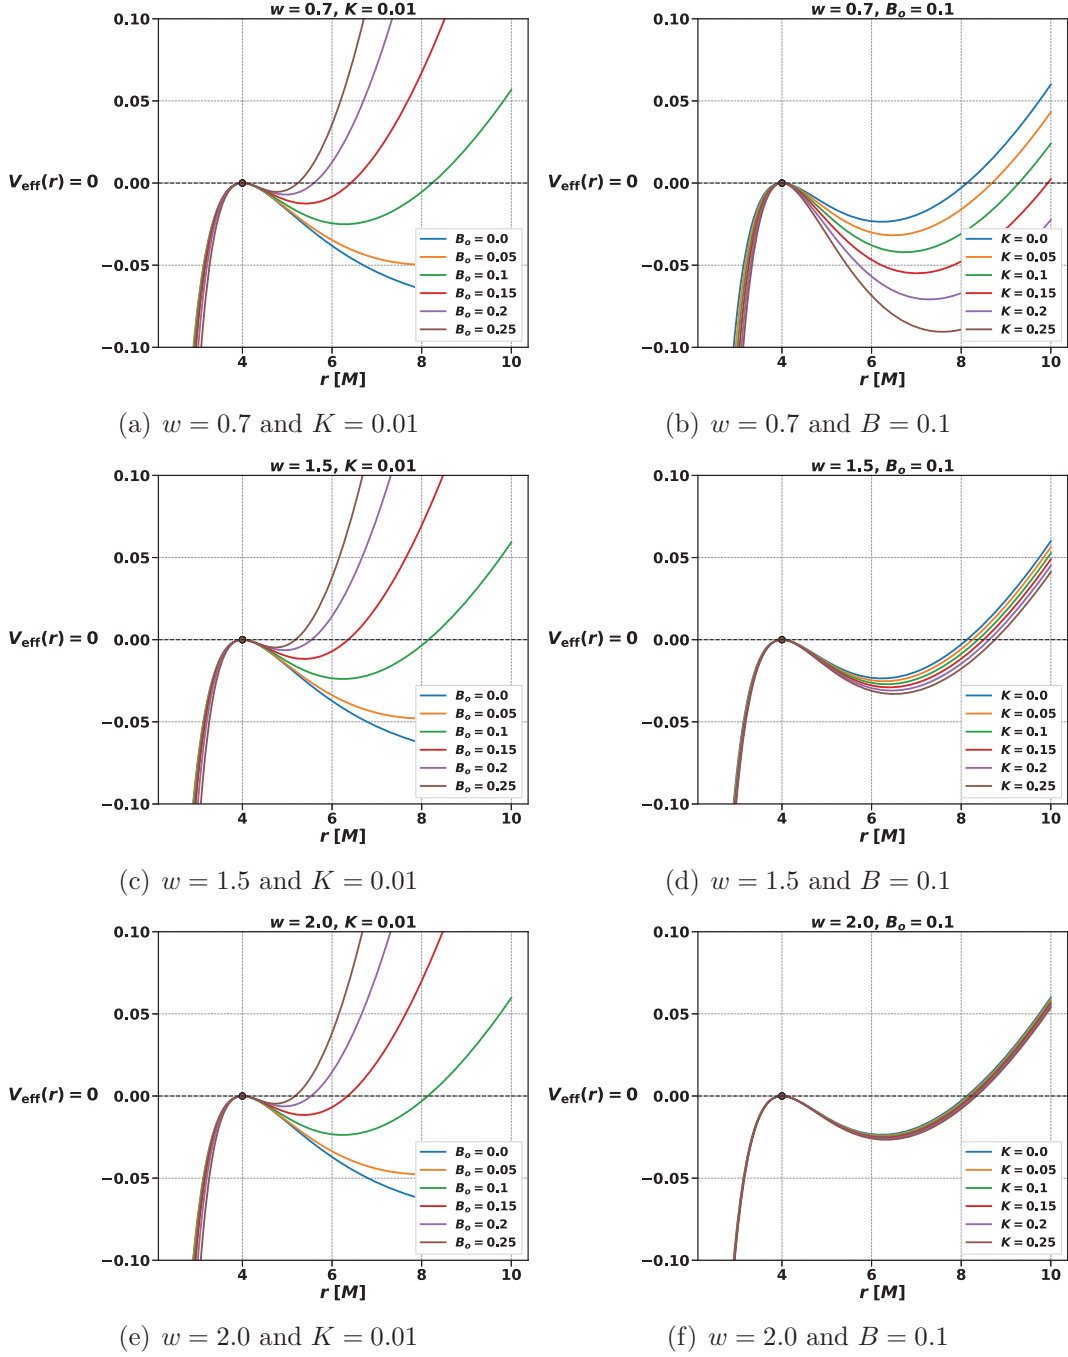 w = 0.7, K = 0.01
0.10
0.05
V_eff(r) = 0
0.00
−0.05
−0.10
4
6
8
10
r [M]
B_o = 0.0
B_o = 0.05
B_o = 0.1
B_o = 0.15
B_o = 0.2
B_o = 0.25
(a) w = 0.7 and K = 0.01
w = 0.7, B_o = 0.1
0.10
0.05
V_eff(r) = 0
0.00
−0.05
−0.10
4
6
8
10
r [M]
K = 0.0
K = 0.05
K = 0.1
K = 0.15
K = 0.2
K = 0.25
(b) w = 0.7 and B = 0.1
w = 1.5, K = 0.01
0.10
0.05
V_eff(r) = 0
0.00
−0.05
−0.10
4
6
8
10
r [M]
B_o = 0.0
B_o = 0.05
B_o = 0.1
B_o = 0.15
B_o = 0.2
B_o = 0.25
(c) w = 1.5 and K = 0.01
w = 1.5, B_o = 0.1
0.10
0.05
V_eff(r) = 0
0.00
−0.05
−0.10
4
6
8
10
r [M]
K = 0.0
K = 0.05
K = 0.1
K = 0.15
K = 0.2
K = 0.25
(d) w = 1.5 and B = 0.1
w = 2.0, K = 0.01
0.10
0.05
V_eff(r) = 0
0.00
−0.05
−0.10
4
6
8
10
r [M]
B_o = 0.0
B_o = 0.05
B_o = 0.1
B_o = 0.15
B_o = 0.2
B_o = 0.25
(e) w = 2.0 and K = 0.01
w = 2.0, B_o = 0.1
0.10
0.05
V_eff(r) = 0
0.00
−0.05
−0.10
4
6
8
10
r [M]
K = 0.0
K = 0.05
K = 0.1
K = 0.15
K = 0.2
K = 0.25
(f) w = 2.0 and B = 0.1